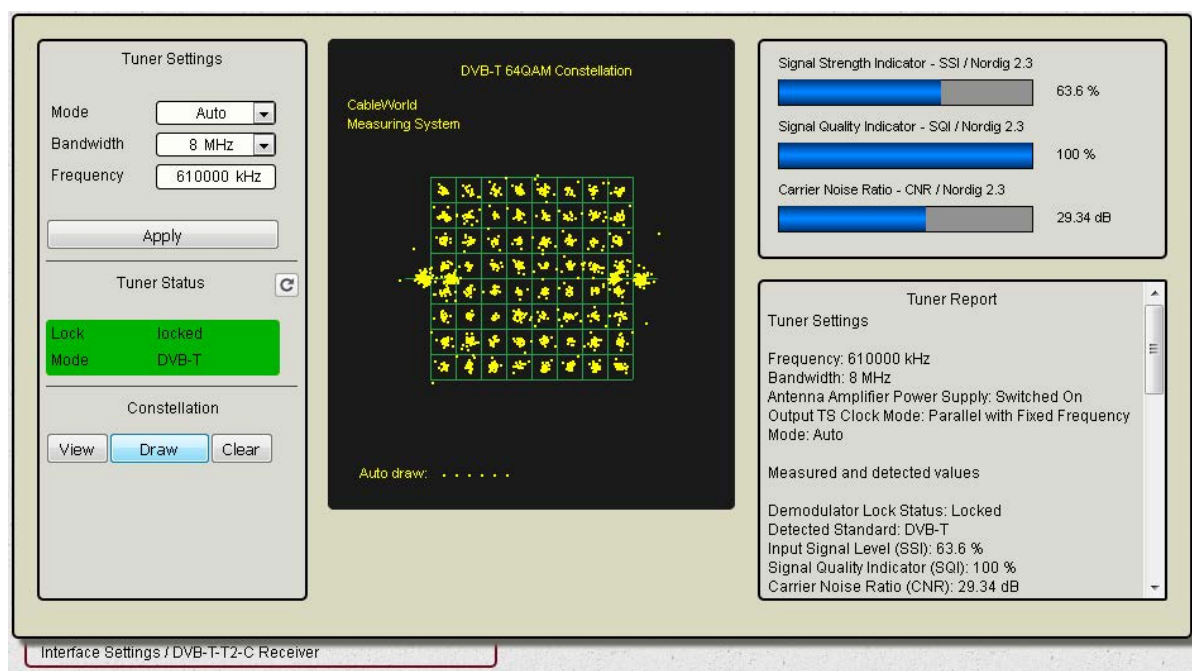 Tuner Settings
Mode Auto
Bandwidth 8 MHz
Frequency 610000 kHz
Apply
Tuner Status
Lock locked
Mode DVB-T
Constellation
View Draw Clear
DVB-T 64QAM Constellation
CableWorld
Measuring System
Auto draw: . . . . . .
Signal Strength Indicator - SSI / Nordig 2.3
63.6 %
Signal Quality Indicator - SQI / Nordig 2.3
100 %
Carrier Noise Ratio - CNR / Nordig 2.3
29.34 dB
Tuner Report
Tuner Settings
Frequency: 610000 kHz
Bandwidth: 8 MHz
Antenna Amplifier Power Supply: Switched On
Output TS Clock Mode: Parallel with Fixed Frequency
Mode: Auto
Measured and detected values
Demodulator Lock Status: Locked
Detected Standard: DVB-T
Input Signal Level (SSI): 63.6 %
Signal Quality Indicator (SQI): 100 %
Carrier Noise Ratio (CNR): 29.34 dB
Interface Settings / DVB-T-T2-C Receiver